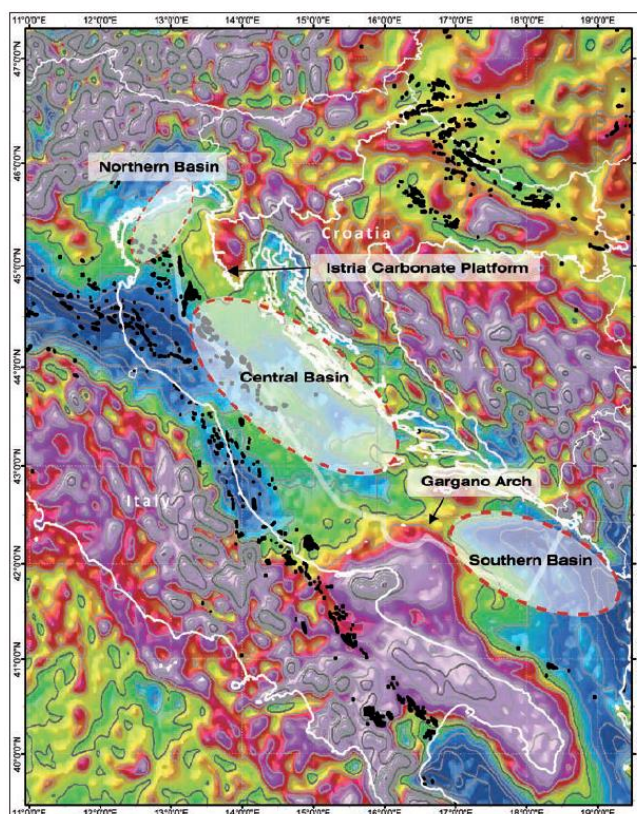 Northern Basin
Croatia
Istria Carbonate Platform
Central Basin
Gargano Arch
Italy
Southern Basin
47°0'0"N
46°0'0"N
45°0'0"N
44°0'0"N
43°0'0"N
42°0'0"N
41°0'0"N
40°0'0"N
11°0'0"E 12°0'0"E 13°0'0"E 14°0'0"E 15°0'0"E 16°0'0"E 17°0'0"E 18°0'0"E 19°0'0"E